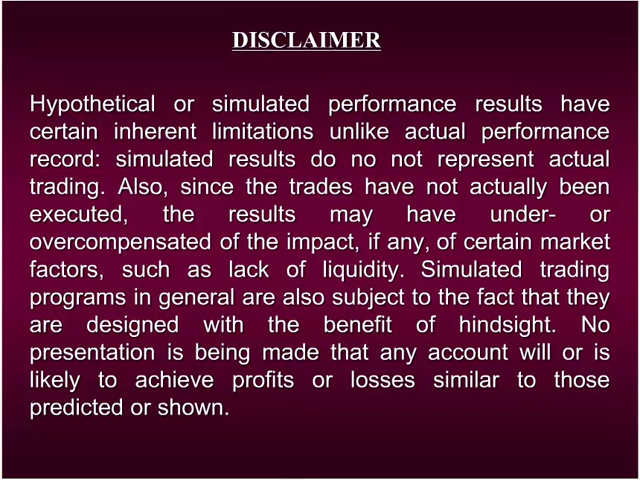 DISCLAIMER
Hypothetical or simulated performance results have
certain inherent limitations unlike actual performance
record: simulated results do no not represent actual
trading. Also, since the trades have not actually been
executed, the results may have under- or
overcompensated of the impact, if any, of certain market
factors, such as lack of liquidity. Simulated trading
programs in general are also subject to the fact that they
are designed with the benefit of hindsight. No
presentation is being made that any account will or is
likely to achieve profits or losses similar to those
predicted or shown.